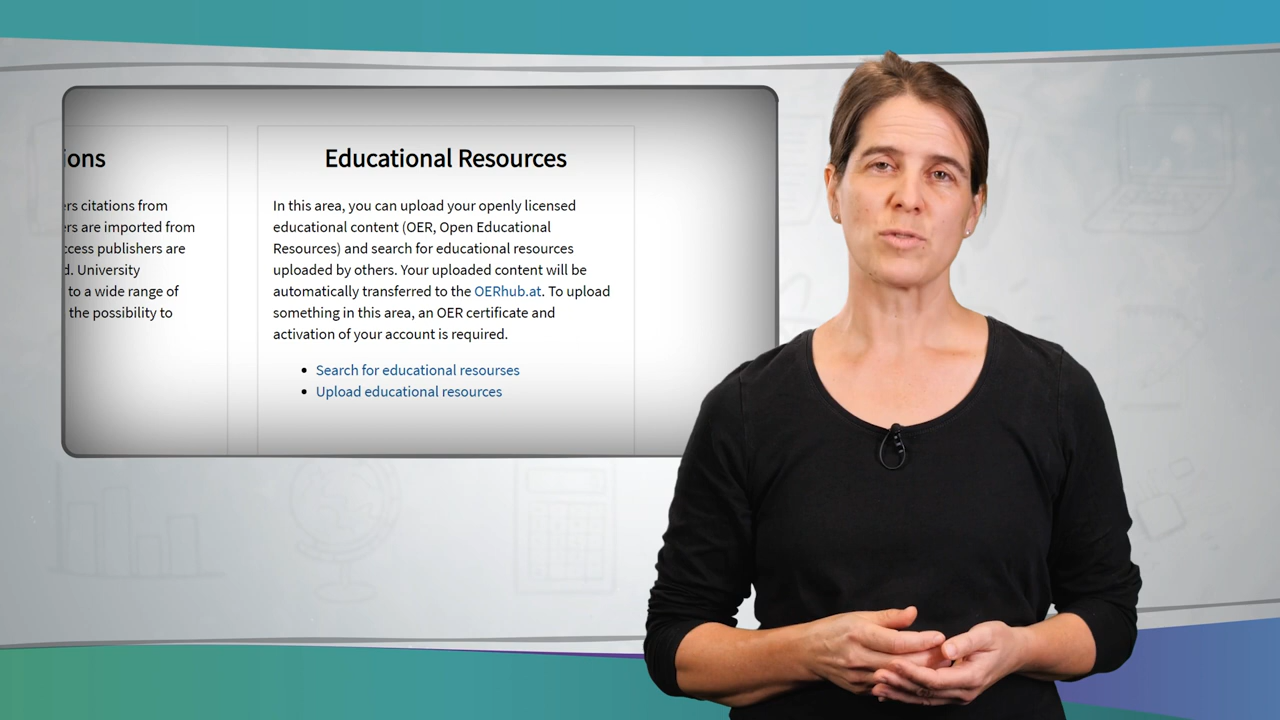 ions
ers citations from
ers are imported from
ccess publishers are
d. University
to a wide range of
the possibility to
Educational Resources
In this area, you can upload your openly licensed
educational content (OER, Open Educational
Resources) and search for educational resources
uploaded by others. Your uploaded content will be
automatically transferred to the OERhub.at. To upload
something in this area, an OER certificate and
activation of your account is required.
• Search for educational resourses
• Upload educational resources